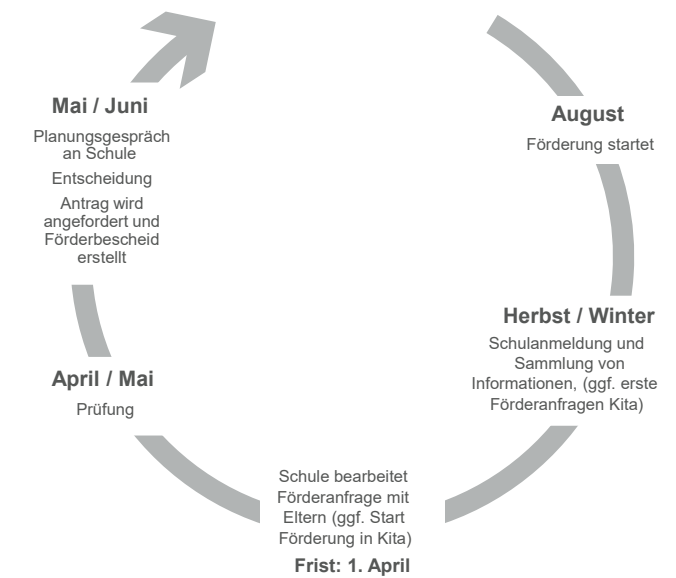 August
Förderung startet
Herbst / Winter
Schulanmeldung und
Sammlung von
Informationen, (ggf. erste
Förderanfragen Kita)
Schule bearbeitet
Förderanfrage mit
Eltern (ggf. Start
Förderung in Kita)
Frist: 1. April
April / Mai
Prüfung
Mai / Juni
Planungsgespräch
an Schule
Entscheidung
Antrag wird
angefordert und
Förderbescheid
erstellt